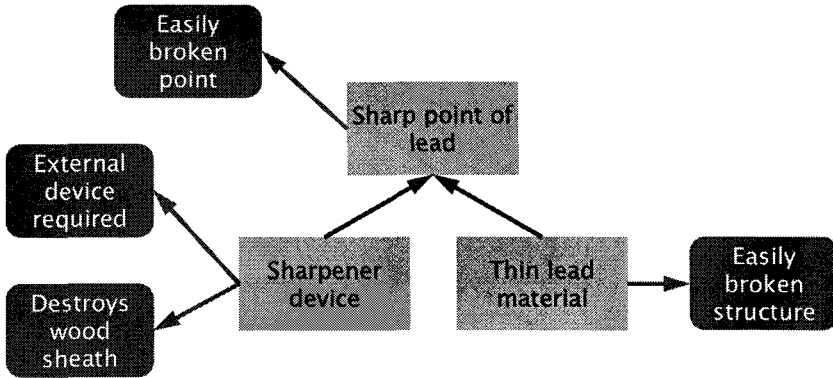 Easily
broken
point
Sharp point of
lead
External
device
required
Sharpener
device
Thin lead
material
Easily
broken
structure
Destroys
wood
sheath